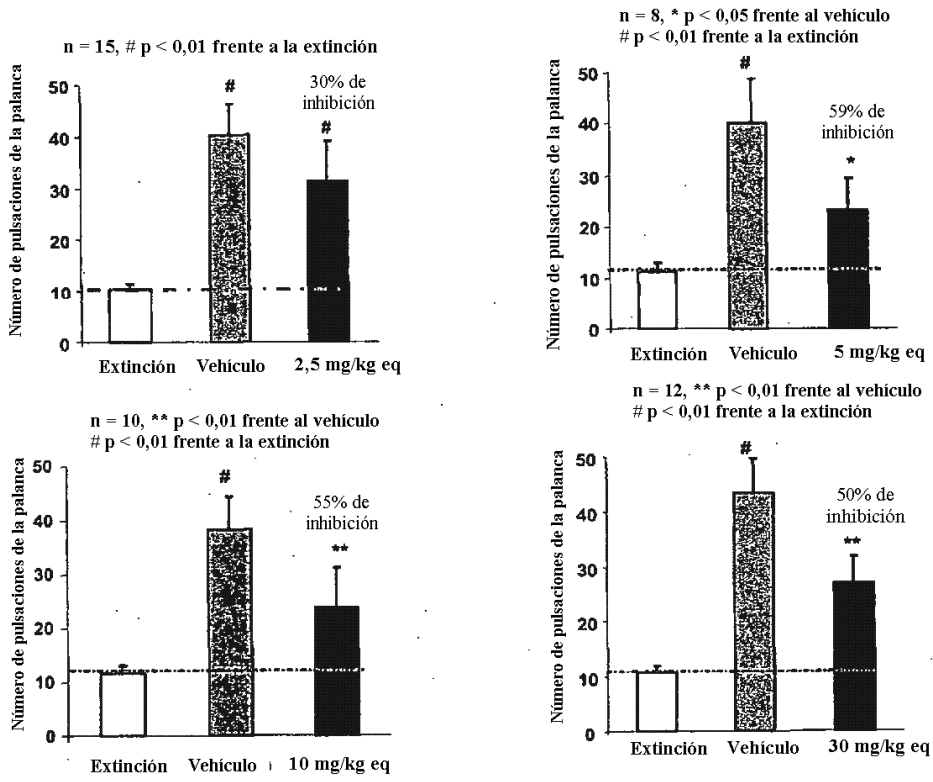 n = 15, # p < 0,01 frente a la extinción
Número de pulsaciones de la palanca
50
40
30
20
10
0
#
30% de
inhibición
#
Extinción Vehículo 2,5 mg/kg eq
n = 8, * p < 0,05 frente al vehículo
# p < 0,01 frente a la extinción
Número de pulsaciones de la palanca
50
40
30
20
10
0
#
59% de
inhibición
*
Extinción Vehículo 5 mg/kg eq
n = 10, ** p < 0,01 frente al vehículo
# p < 0,01 frente a la extinción
Número de pulsaciones de la palanca
50
40
30
20
10
0
#
55% de
inhibición
**
Extinción Vehículo 10 mg/kg eq
n = 12, ** p < 0,01 frente al vehículo
# p < 0,01 frente a la extinción
Número de pulsaciones de la palanca
50
40
30
20
10
0
#
50% de
inhibición
**
Extinción Vehículo 30 mg/kg eq